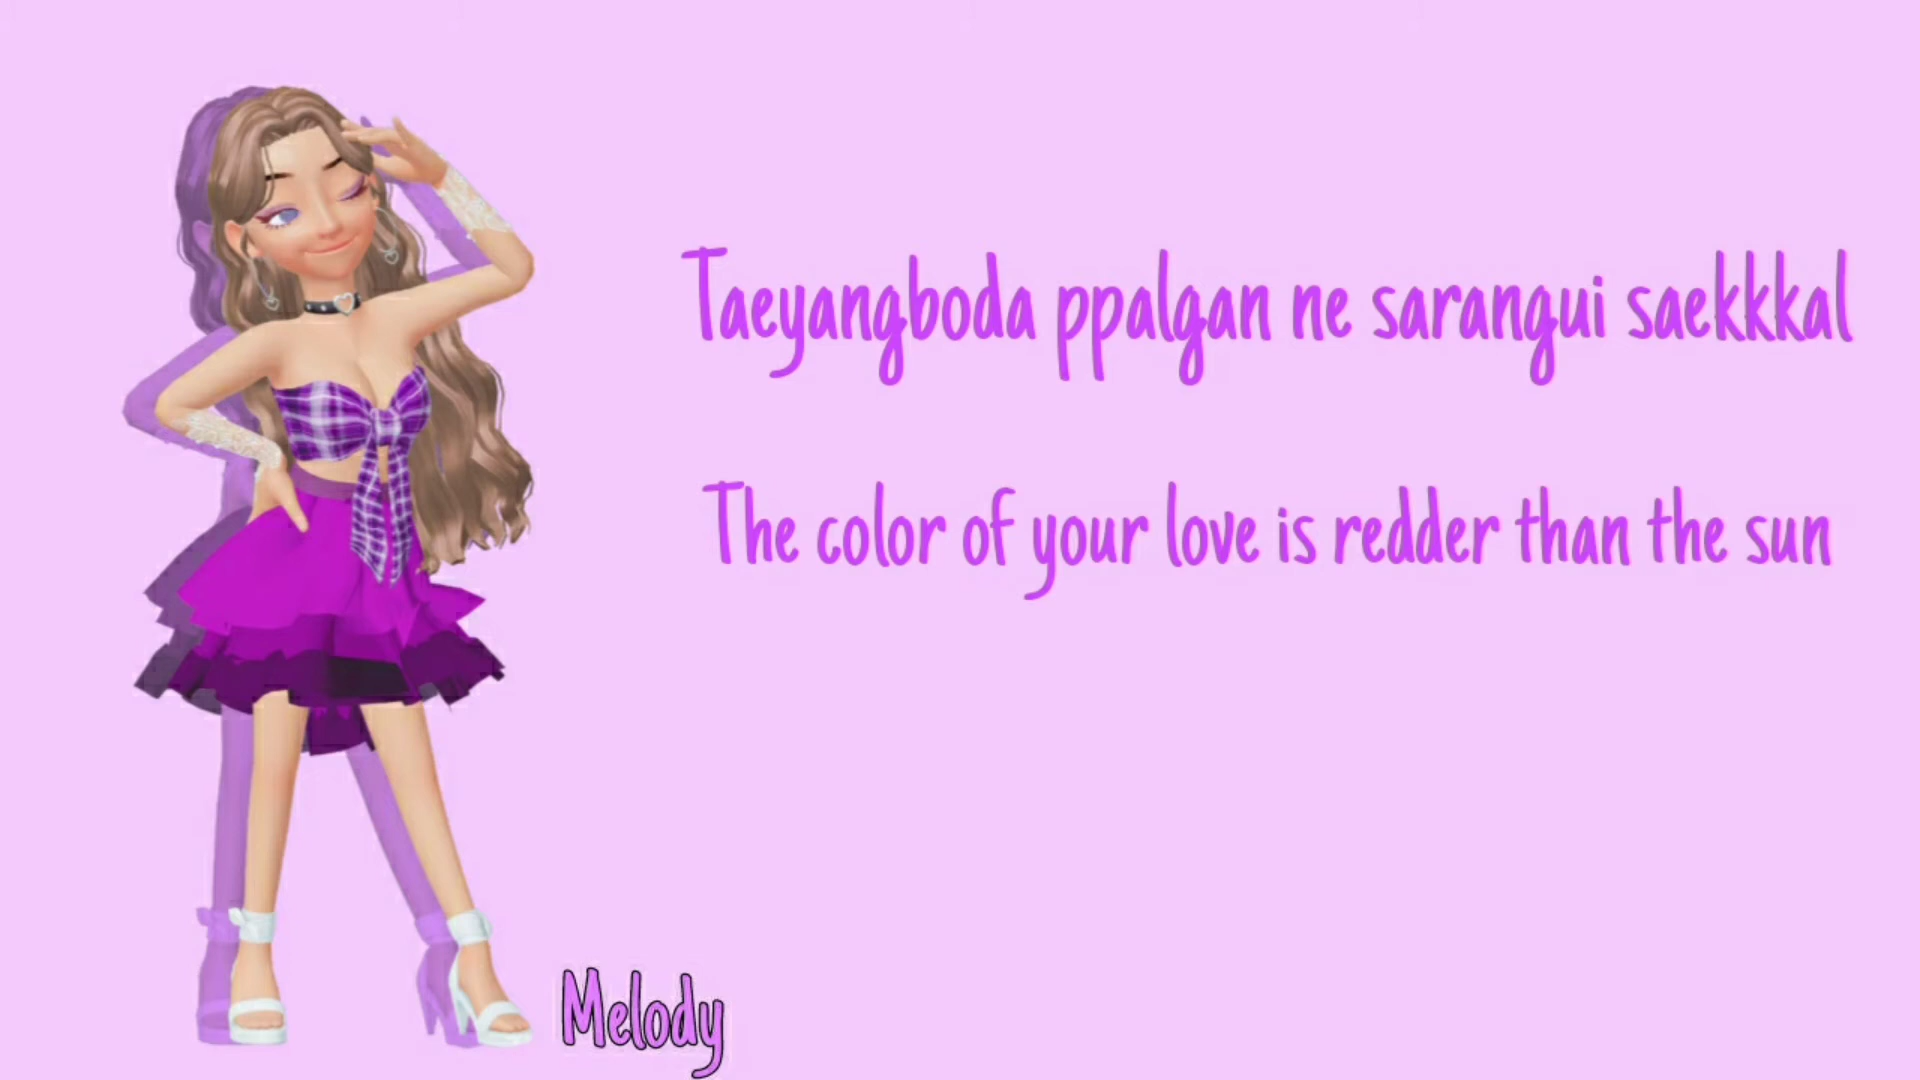 Taeyangboda ppalgan ne sarangui saekkkal
The color of your love is redder than the sun
Melody